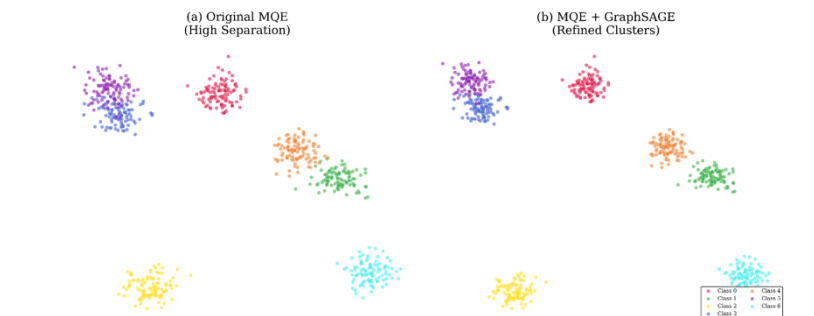 (a) Original MQE
(High Separation)
(b) MQE + GraphSAGE
(Refined Clusters)
Class 0
Class 1
Class 2
Class 3
Class 4
Class 5
Class 6